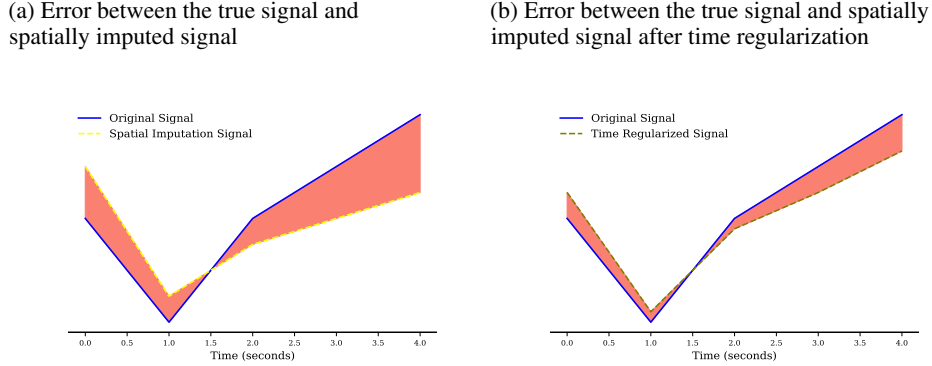 (a) Error between the true signal and
spatially imputed signal
Original Signal
Spatial Imputation Signal
0.0 0.5 1.0 1.5 2.0 2.5 3.0 3.5 4.0
Time (seconds)
(b) Error between the true signal and spatially
imputed signal after time regularization
Original Signal
Time Regularized Signal
0.0 0.5 1.0 1.5 2.0 2.5 3.0 3.5 4.0
Time (seconds)